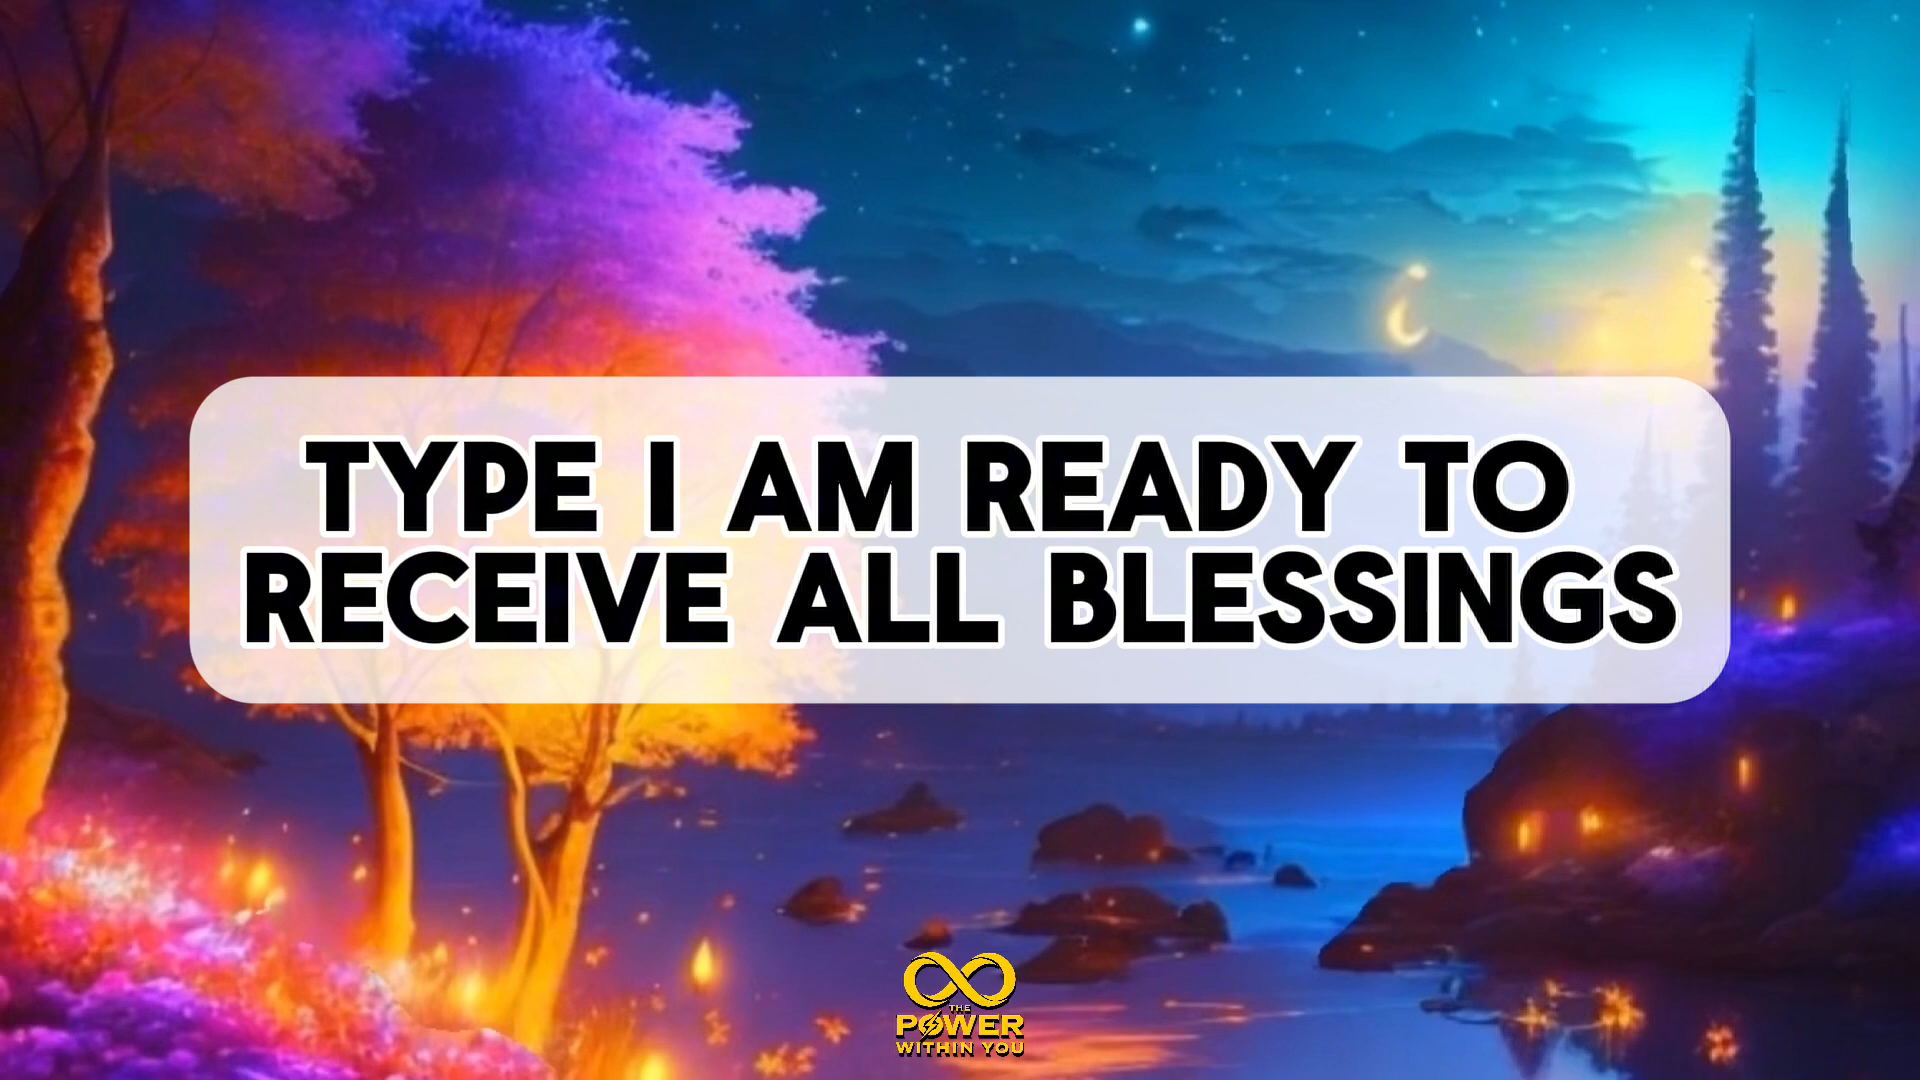 TYPE I AM READY TO
RECEIVE ALL BLESSINGS
THE
POWER
WITHIN YOU